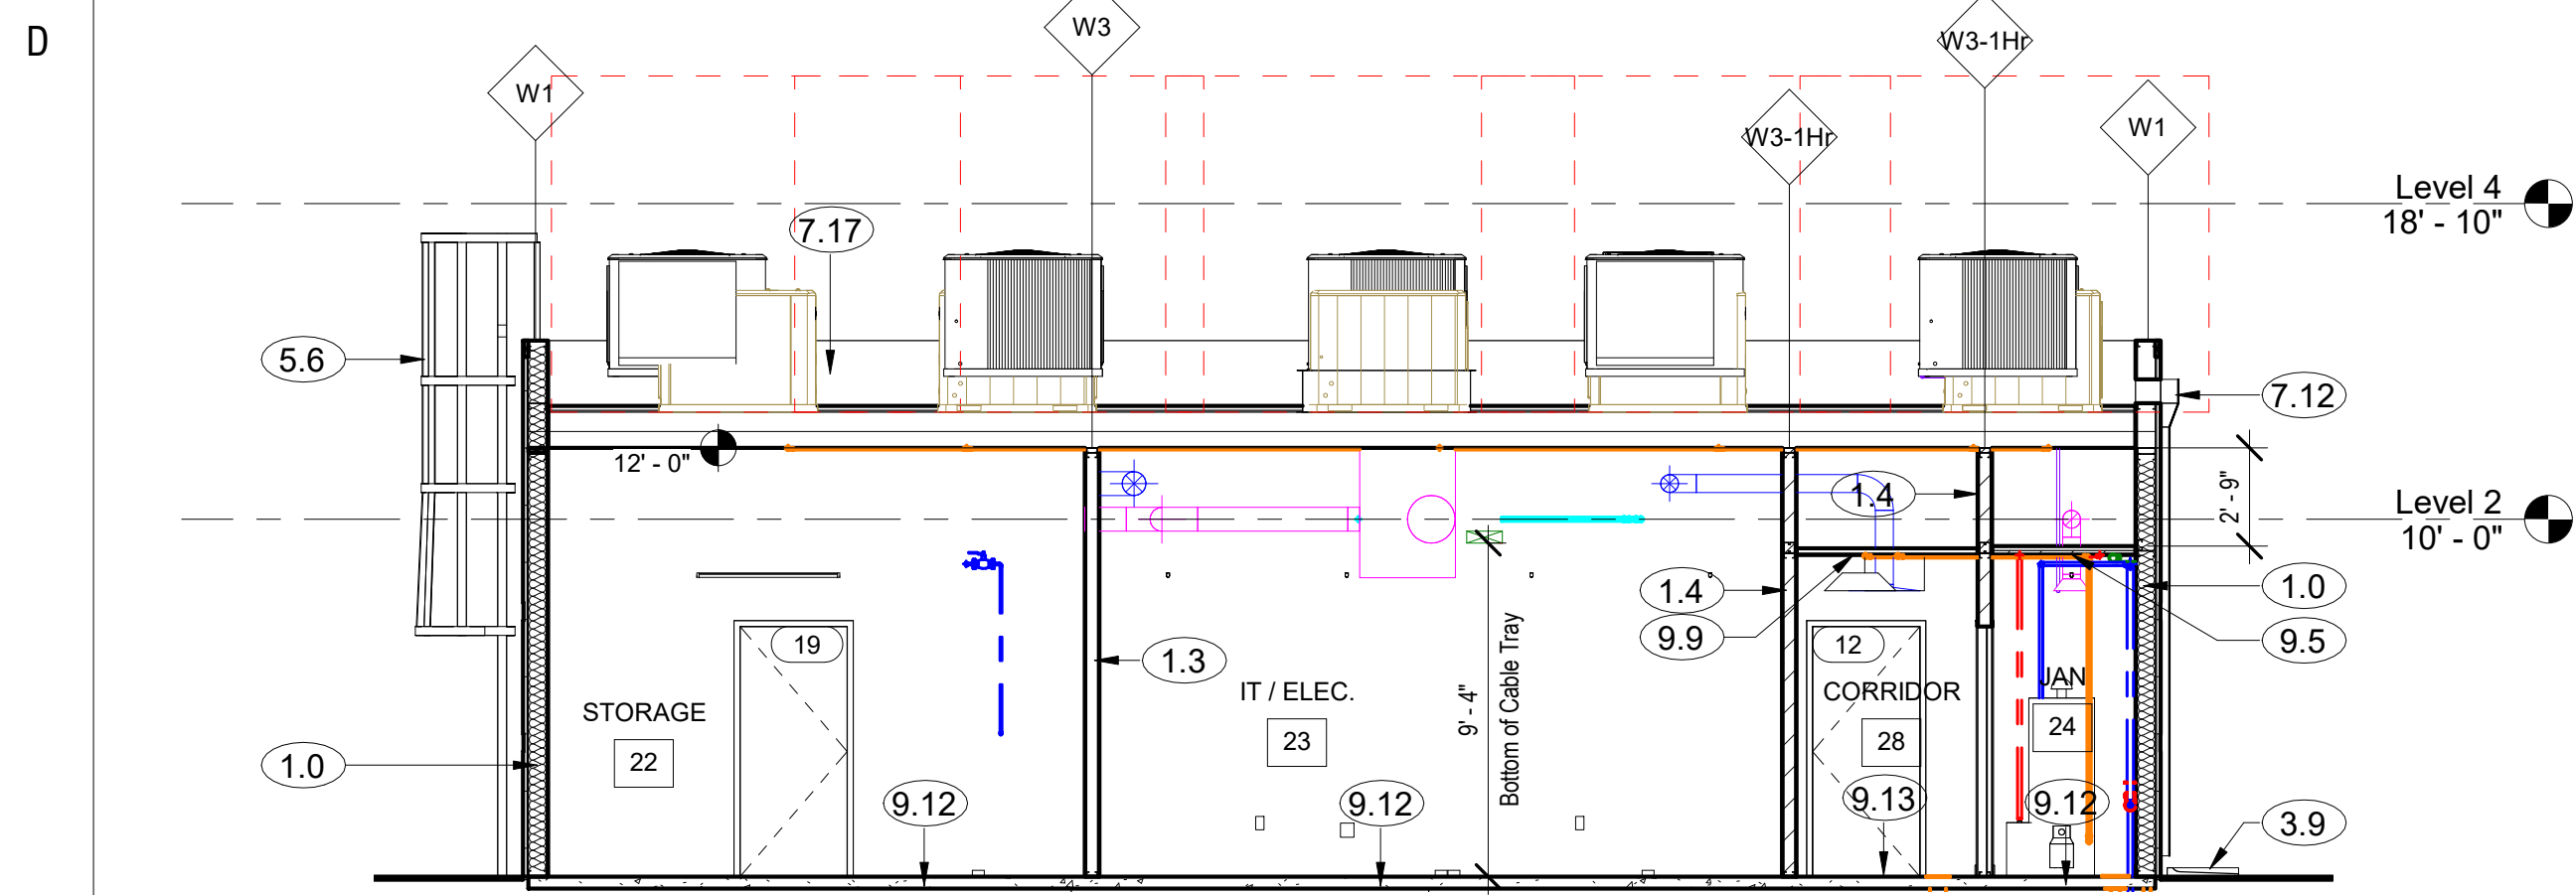 D
W1
W3
W3-1Hr
W3-1Hr
W1
Level 4
18' - 10"
7.17
5.6
7.12
12' - 0"
1.4
2' - 9"
Level 2
10' - 0"
1.4
9.9
1.0
9.5
19
1.3
12
STORAGE
22
IT / ELEC.
23
9' - 4"
Bottom of Cable Tray
CORRIDOR
28
JAN
24
1.0
9.12
9.12
9.13
9.12
3.9